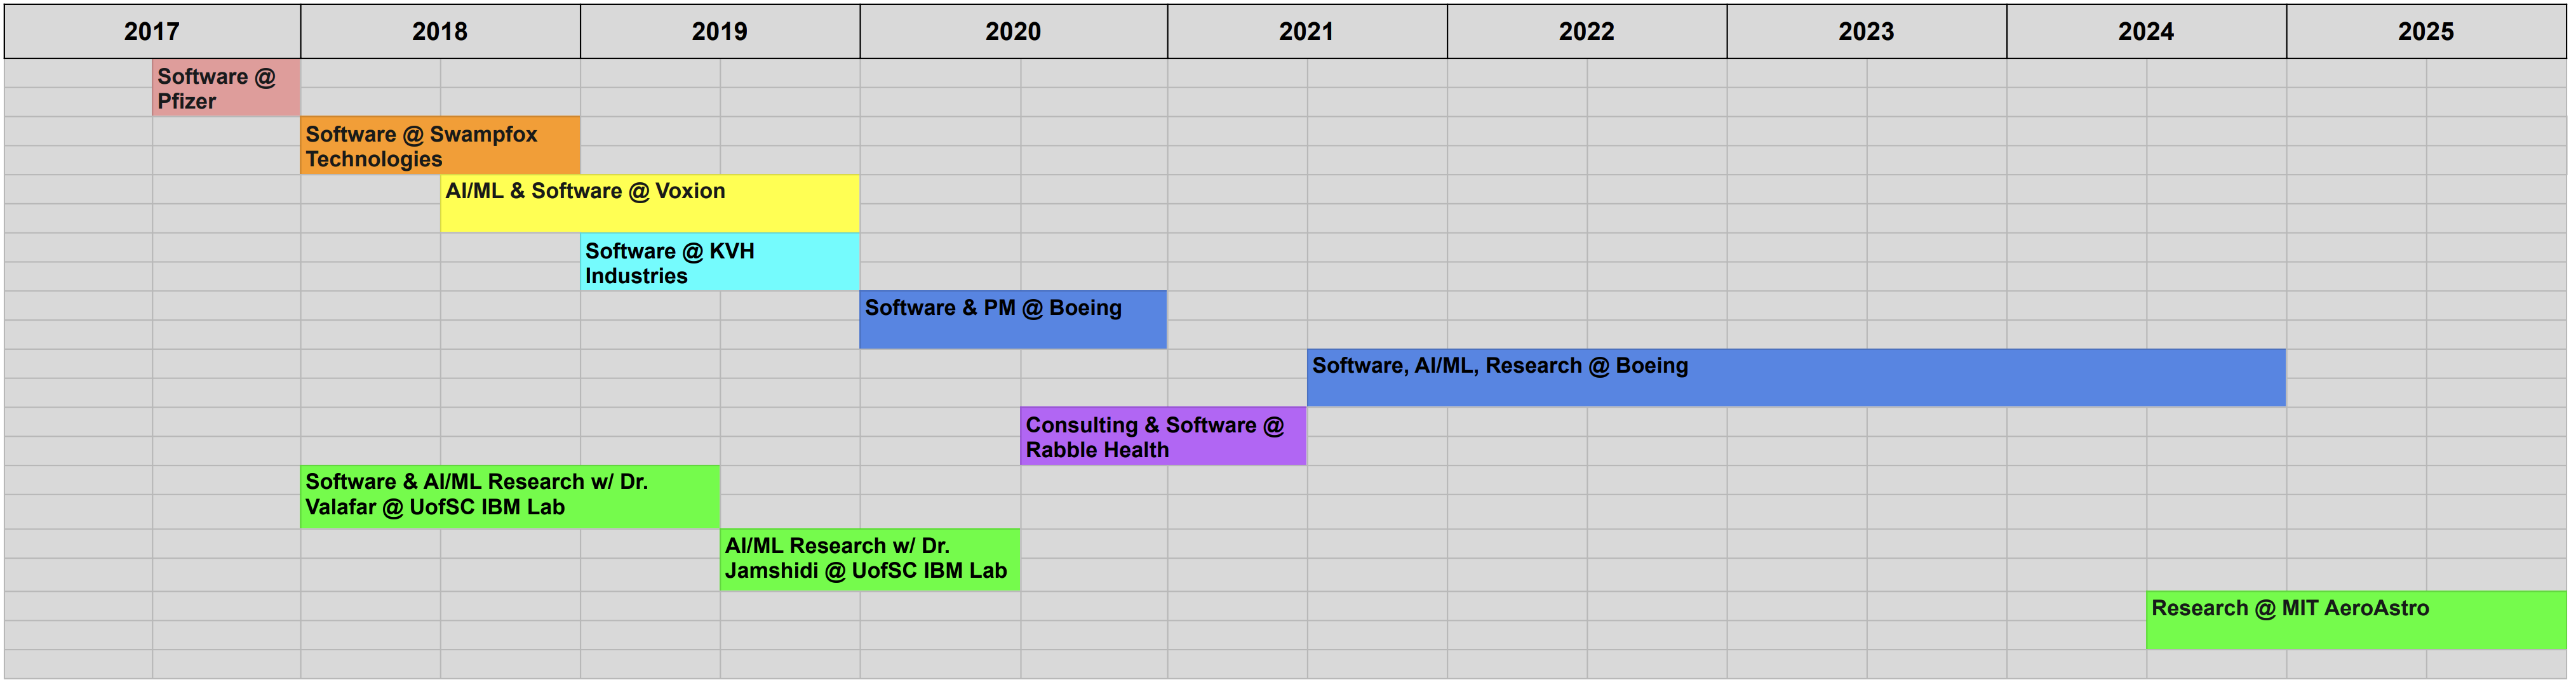 2017 2018 2019 2020 2021 2022 2023 2024 2025
Software @
Pfizer
Software @ Swampfox
Technologies
AI/ML & Software @ Voxion
Software @ KVH
Industries
Software & PM @ Boeing
Software, AI/ML, Research @ Boeing
Consulting & Software @
Rabble Health
Software & AI/ML Research w/ Dr.
Valafar @ UofSC IBM Lab
AI/ML Research w/ Dr.
Jamshidi @ UofSC IBM Lab
Research @ MIT AeroAstro